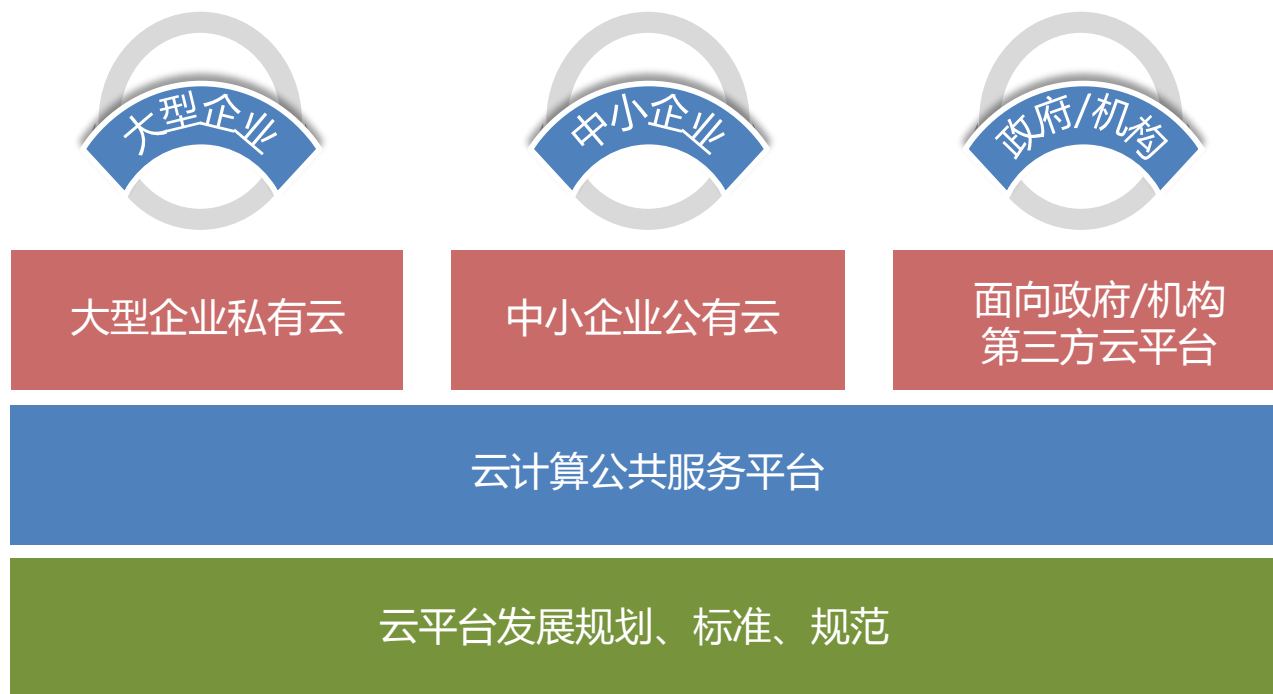 大型企业
中小企业
政府/机构
大型企业私有云
中小企业公有云
面向政府/机构
第三方云平台
云计算公共服务平台
云平台发展规划、标准、规范